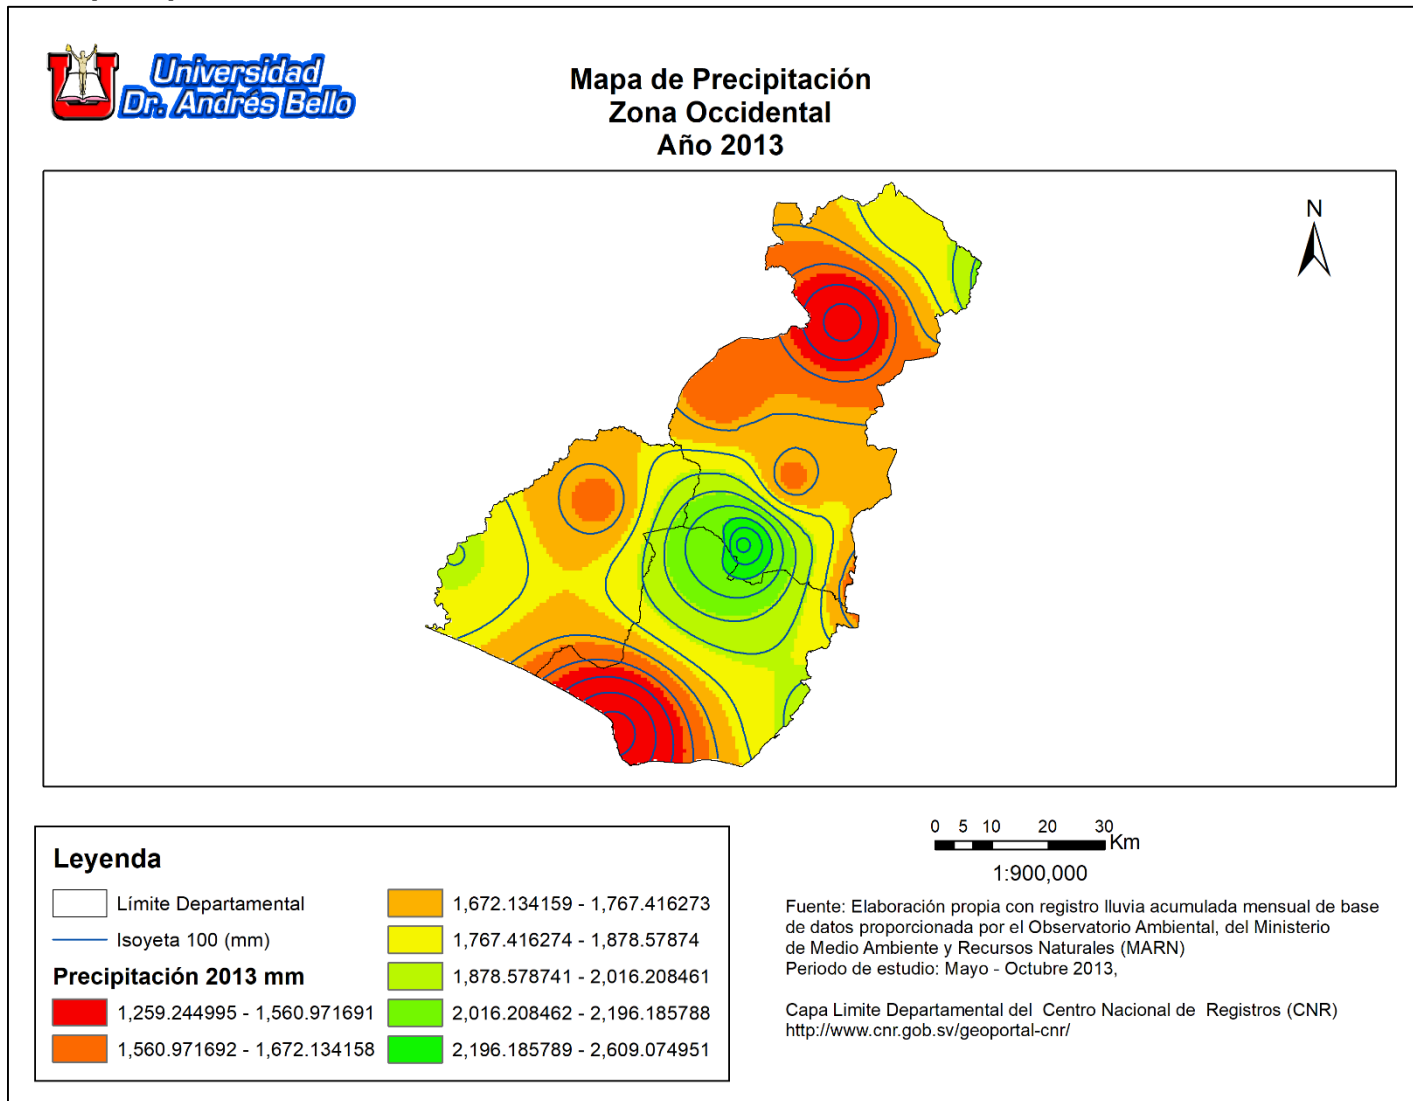 Universidad
Dr. Andrés Bello
Mapa de Precipitación
Zona Occidental
Año 2013
N
0 5 10 20 30
Km
1:900,000
Leyenda
Límite Departamental
Isoyeta 100 (mm)
Precipitación 2013 mm
1,259.244995 - 1,560.971691
1,560.971692 - 1,672.134158
1,672.134159 - 1,767.416273
1,767.416274 - 1,878.57874
1,878.578741 - 2,016.208461
2,016.208462 - 2,196.185788
2,196.185789 - 2,609.074951
Fuente: Elaboración propia con registro lluvia acumulada mensual de base
de datos proporcionada por el Observatorio Ambiental, del Ministerio
de Medio Ambiente y Recursos Naturales (MARN)
Periodo de estudio: Mayo - Octubre 2013,
Capa Limite Departamental del Centro Nacional de Registros (CNR)
http://www.cnr.gob.sv/geoportal-cnr/